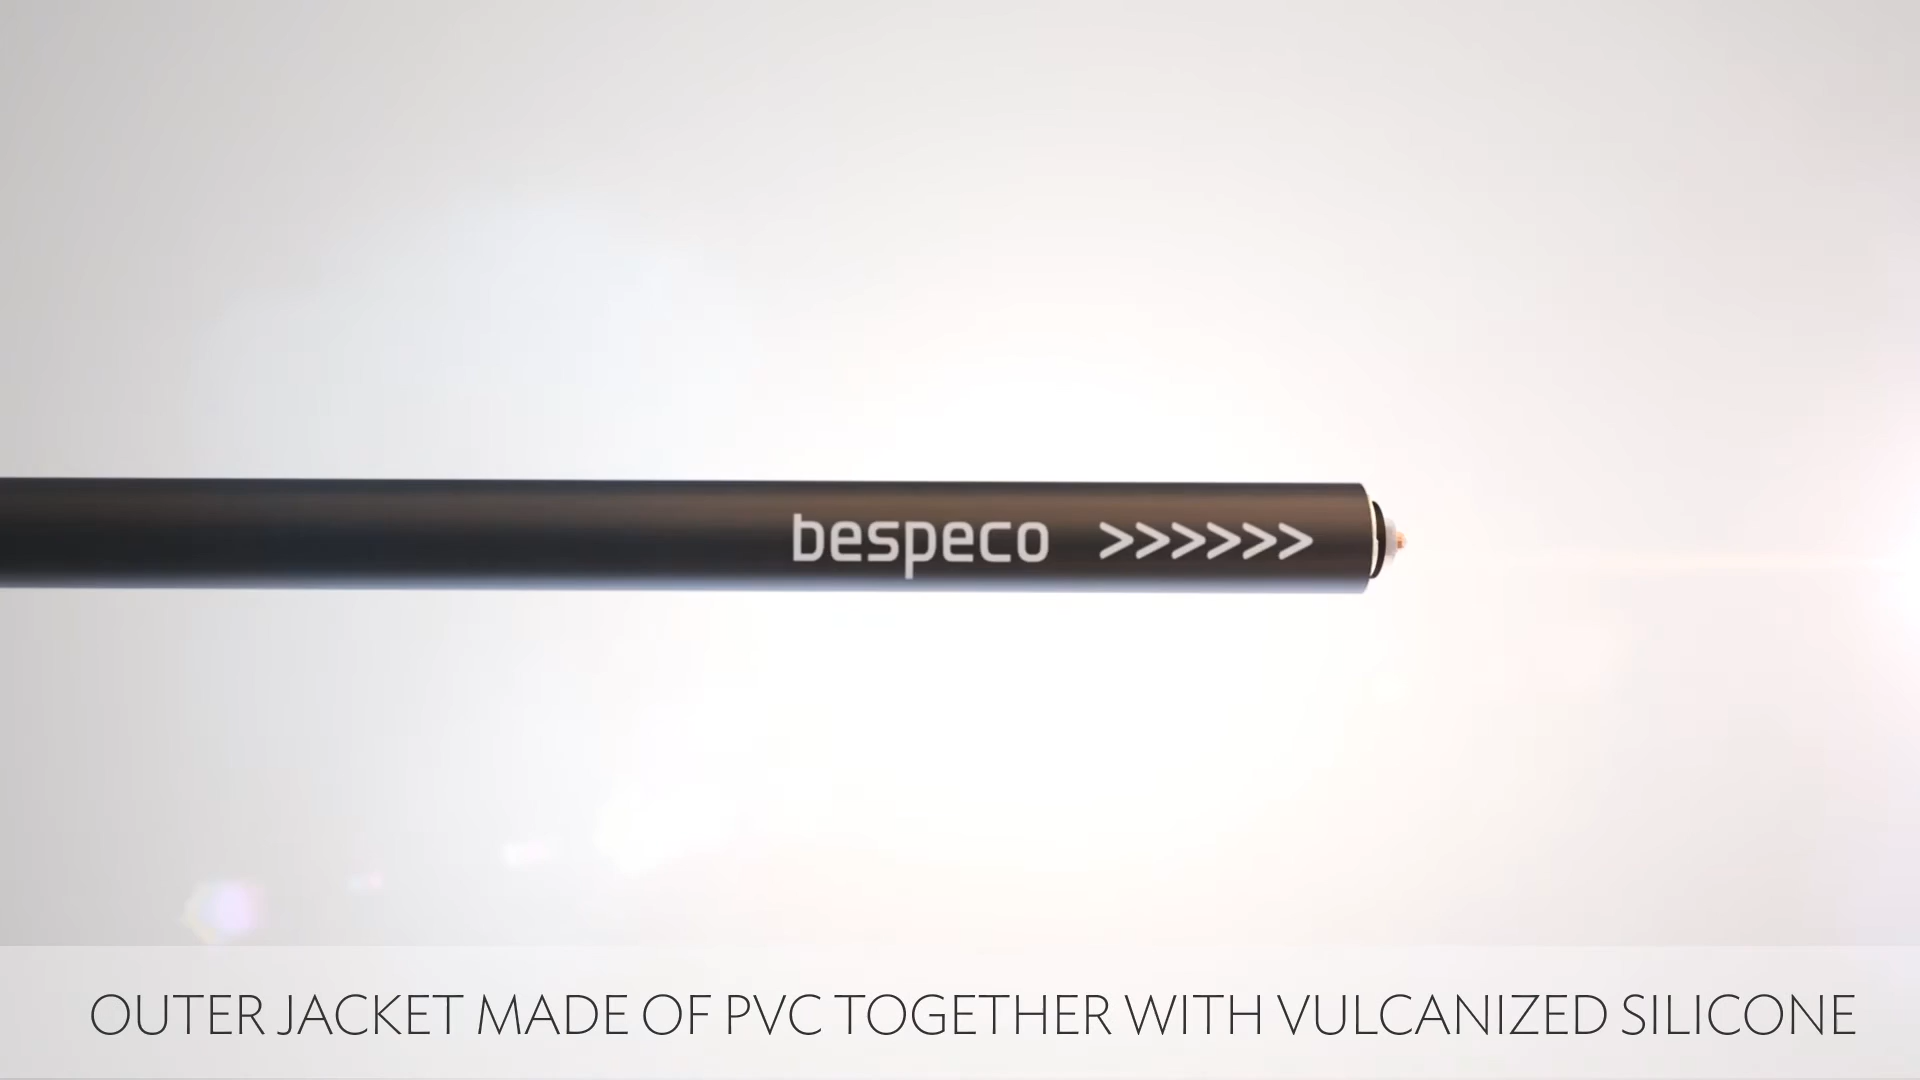 bespeco >>>>>>
OUTER JACKET MADE OF PVC TOGETHER WITH VULCANIZED SILICONE